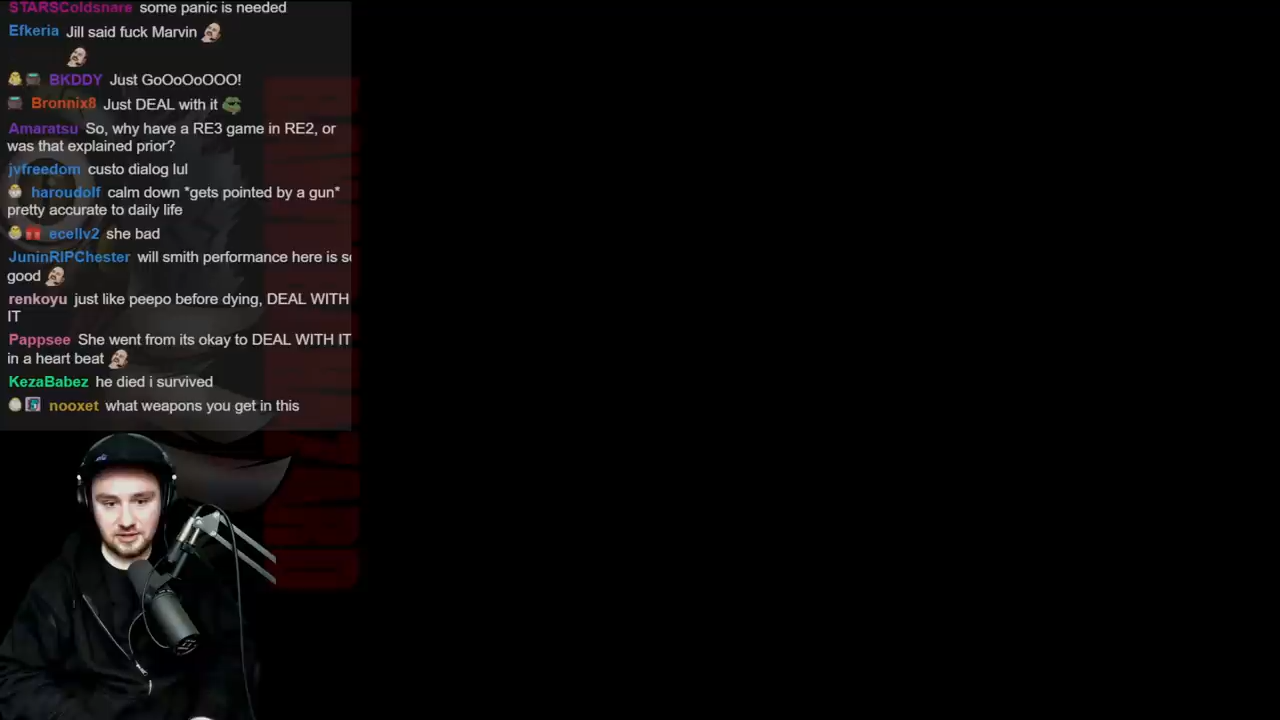 STARSColdsnare some panic is needed
Efkeria Jill said fuck Marvin
BKDDY Just GoOoOoOOO!
Bronnix8 Just DEAL with it
Amaratsu So, why have a RE3 game in RE2, or
was that explained prior?
jvfreedom custo dialog lul
haroudolf calm down *gets pointed by a gun*
pretty accurate to daily life
ecellv2 she bad
JuninRIPChester will smith performance here is so
good
renkoyu just like peepo before dying, DEAL WITH
IT
Pappsee She went from its okay to DEAL WITH IT
in a heart beat
KezaBabez he died i survived
nooxet what weapons you get in this